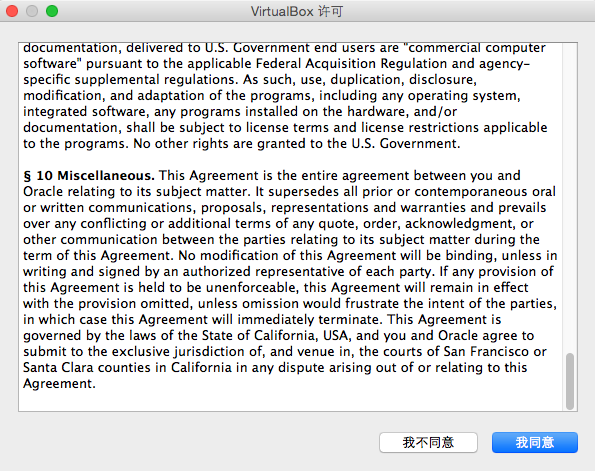 VirtualBox 许可
documentation, delivered to U.S. Government end users are "commercial computer
software" pursuant to the applicable Federal Acquisition Regulation and agency-
specific supplemental regulations. As such, use, duplication, disclosure,
modification, and adaptation of the programs, including any operating system,
integrated software, any programs installed on the hardware, and/or
documentation, shall be subject to license terms and license restrictions applicable
to the programs. No other rights are granted to the U.S. Government.
§ 10 Miscellaneous. This Agreement is the entire agreement between you and
Oracle relating to its subject matter. It supersedes all prior or contemporaneous oral
or written communications, proposals, representations and warranties and prevails
over any conflicting or additional terms of any quote, order, acknowledgment, or
other communication between the parties relating to its subject matter during the
term of this Agreement. No modification of this Agreement will be binding, unless in
writing and signed by an authorized representative of each party. If any provision of
this Agreement is held to be unenforceable, this Agreement will remain in effect
with the provision omitted, unless omission would frustrate the intent of the parties,
in which case this Agreement will immediately terminate. This Agreement is
governed by the laws of the State of California, USA, and you and Oracle agree to
submit to the exclusive jurisdiction of, and venue in, the courts of San Francisco or
Santa Clara counties in California in any dispute arising out of or relating to this
Agreement.
我不同意
我同意